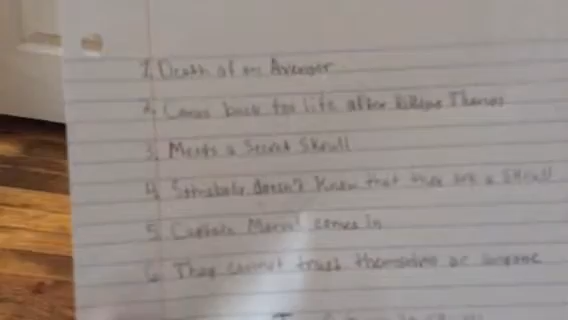 1. Death of an Avenger
2. Comes back to life after killing Thanos
3. Meets a Secret Skrull
4. Somebody doesn't know that they are a Skrull
5. Captain Marvel comes in
6. They cannot trust themselves or anyone